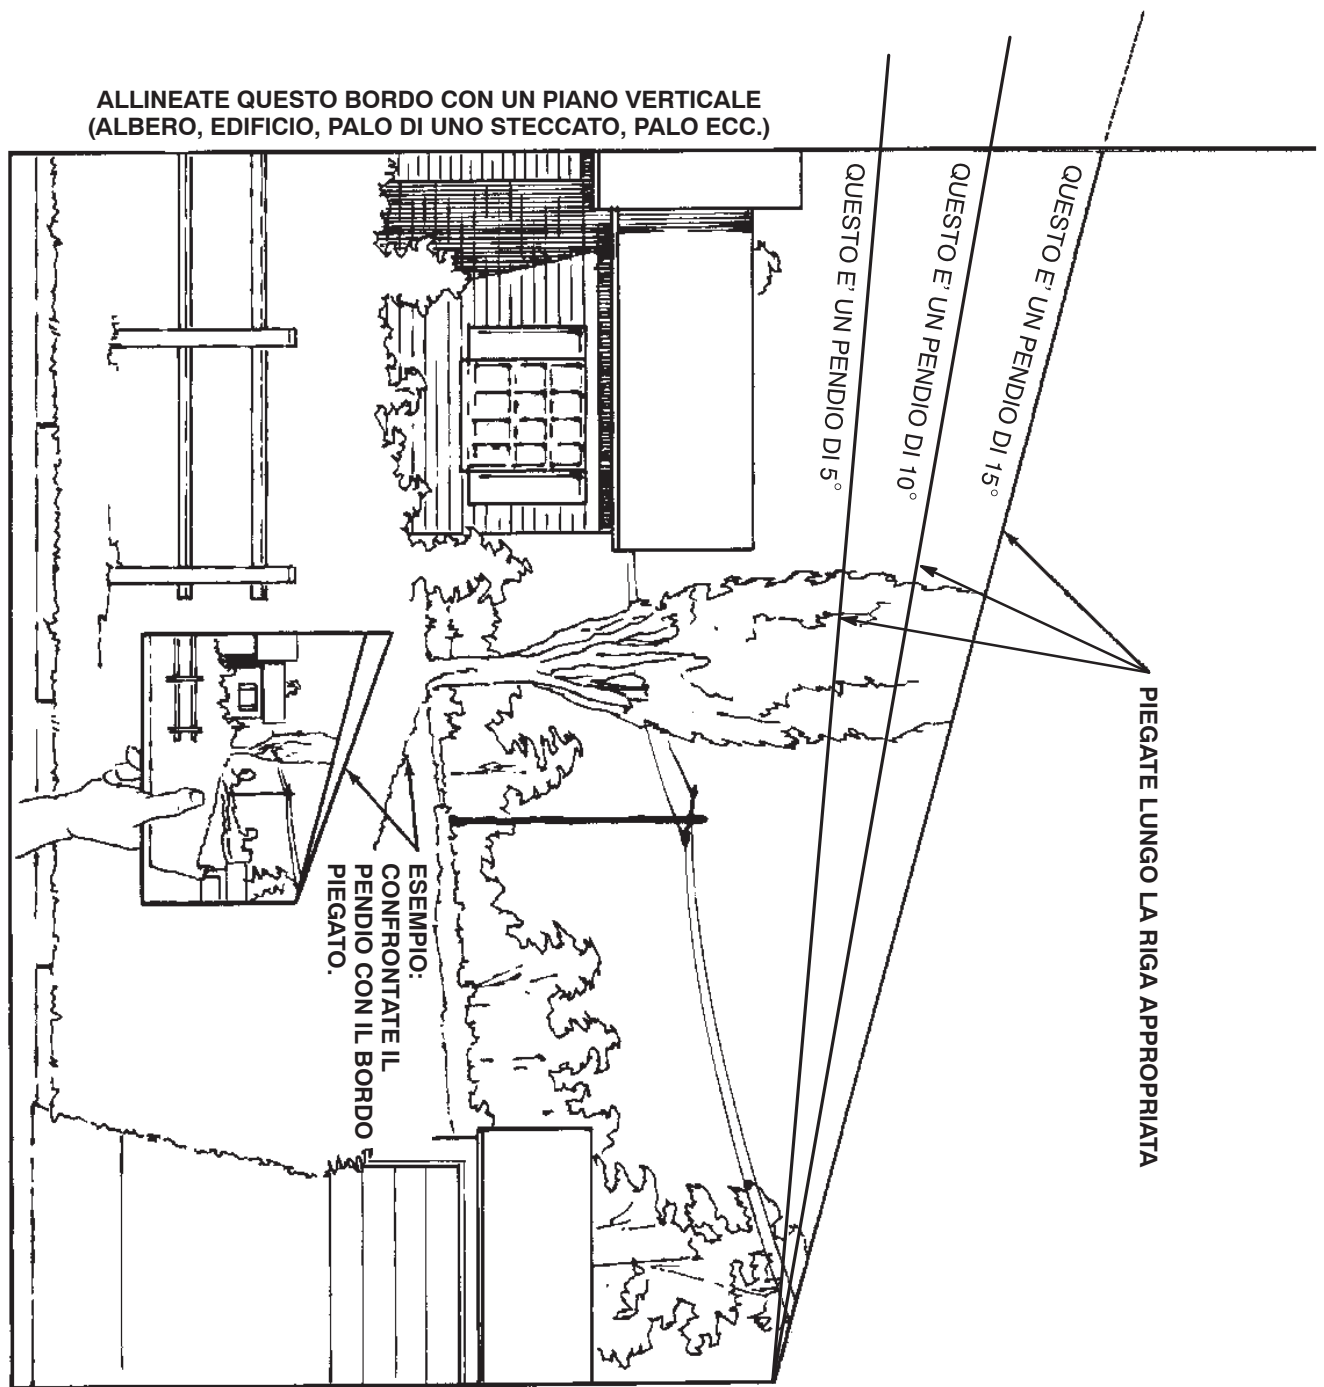 ALLINEATE QUESTO BORDO CON UN PIANO VERTICALE
(ALBERO, EDIFICIO, PALO DI UNO STECCATO, PALO ECC.)
QUESTO E' UN PENDIO DI 15°
QUESTO E' UN PENDIO DI 10°
QUESTO E' UN PENDIO DI 5°
PIEGATE LUNGO LA RIGA APPROPRIATA
ESEMPIO:
CONFRONTATE IL
PENDIO CON IL BORDO
PIEGATO.